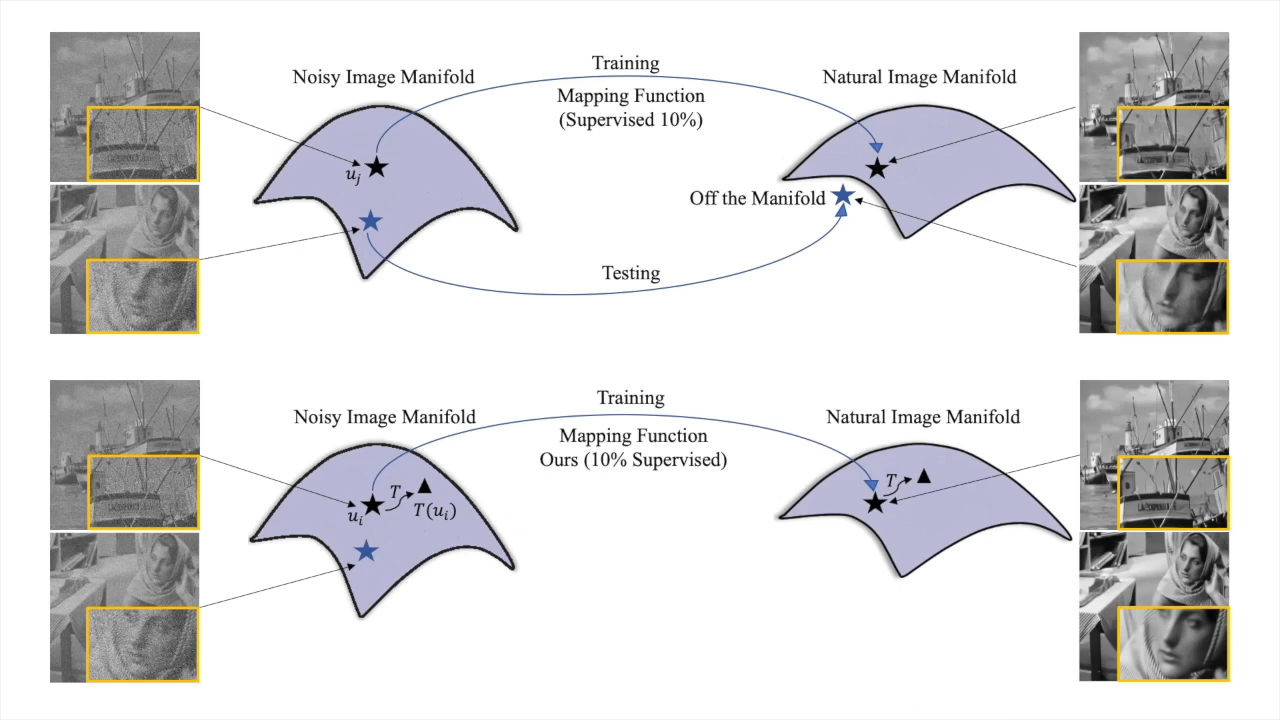 Training
Noisy Image Manifold
Natural Image Manifold
Mapping Function
(Supervised 10%)
u_j
Off the Manifold
Testing
Training
Noisy Image Manifold
Natural Image Manifold
Mapping Function
Ours (10% Supervised)
T
T
u_i
T(u_i)